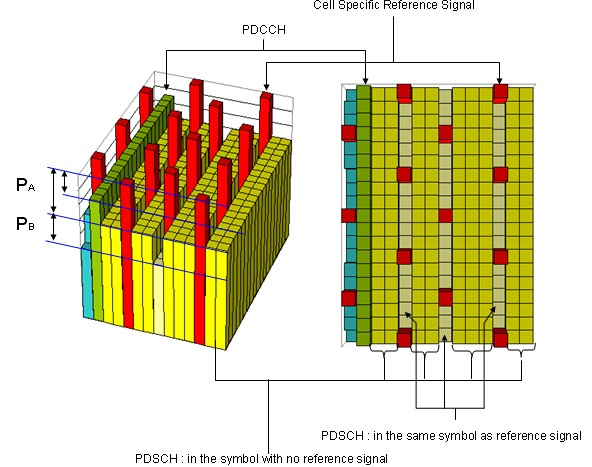 Cell Specific Reference Signal
PDCCH
PA
PB
PDSCH : in the same symbol as reference signal
PDSCH : in the symbol with no reference signal